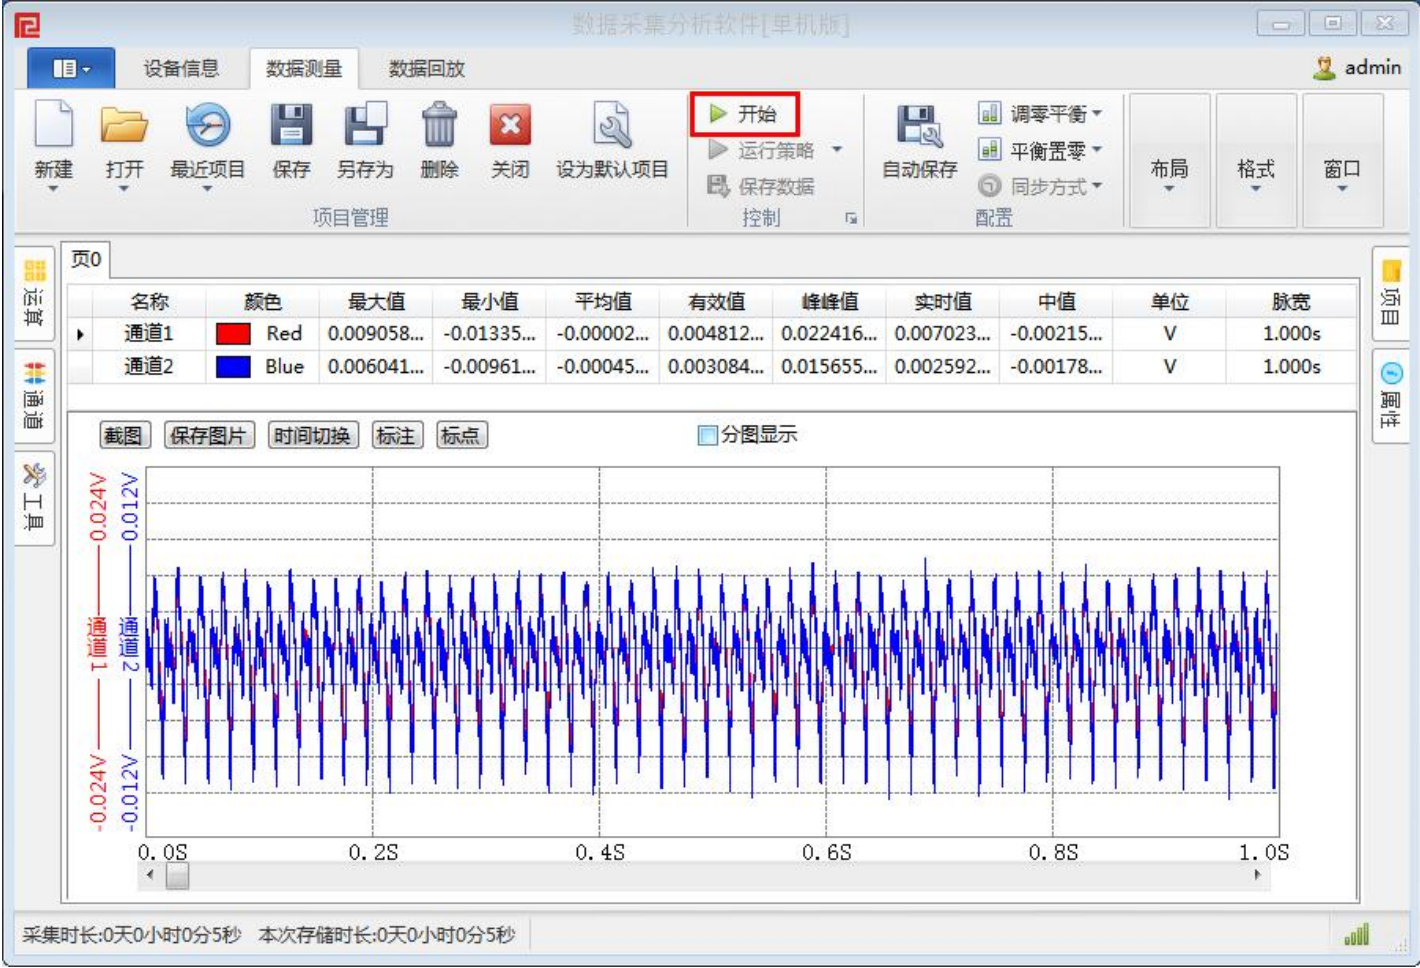 数据采集分析软件[单机版]
设备信息 数据测量 数据回放 admin
新建 打开 最近项目 保存 另存为 删除 关闭 设为默认项目
项目管理
开始
运行策略
保存数据
控制
自动保存
调零平衡
平衡置零
同步方式
配置
布局 格式 窗口
运算
通道
工具
项目
属性
页0
名称 颜色 最大值 最小值 平均值 有效值 峰峰值 实时值 中值 单位 脉宽
通道1 Red 0.009058... -0.01335... -0.00002... 0.004812... 0.022416... 0.007023... -0.00215... V 1.000s
通道2 Blue 0.006041... -0.00961... -0.00045... 0.003084... 0.015655... 0.002592... -0.00178... V 1.000s
截图 保存图片 时间切换 标注 标点 分图显示
-0.024V 通道1 0.024V
-0.012V 通道2 0.012V
0.0S 0.2S 0.4S 0.6S 0.8S 1.0S
采集时长:0天0小时0分5秒 本次存储时长:0天0小时0分5秒